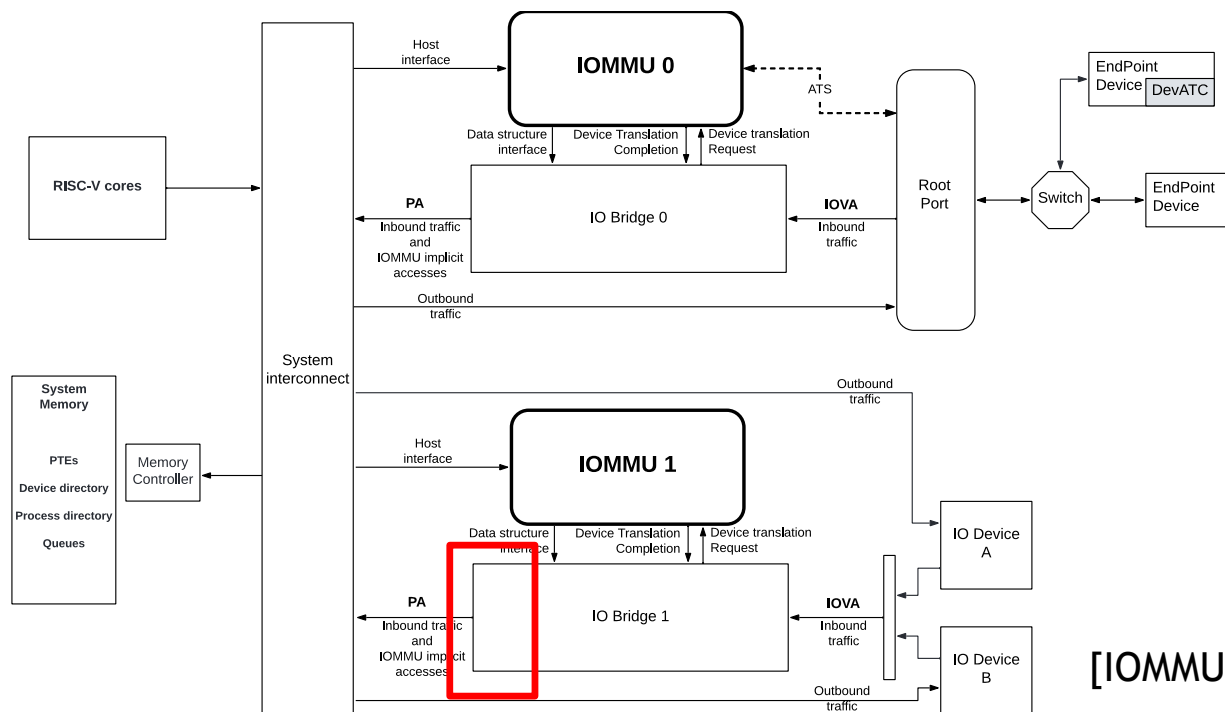 Host
interface
IOMMU 0
ATS
EndPoint
Device
DevATC
Data structure
interface
Device Translation
Completion
Device translation
Request
RISC-V cores
PA
Inbound traffic
and
IOMMU implicit
accesses
IO Bridge 0
IOVA
Inbound
traffic
Root
Port
Switch
EndPoint
Device
Outbound
traffic
System
interconnect
System
Memory
PTEs
Device directory
Process directory
Queues
Memory
Controller
Outbound
traffic
Host
interface
IOMMU 1
Data structure
interface
Device Translation
Completion
Device translation
Request
IO Device
A
PA
Inbound traffic
and
IOMMU implicit
accesses
IO Bridge 1
IOVA
Inbound
traffic
IO Device
B
Outbound
traffic
[IOMMU